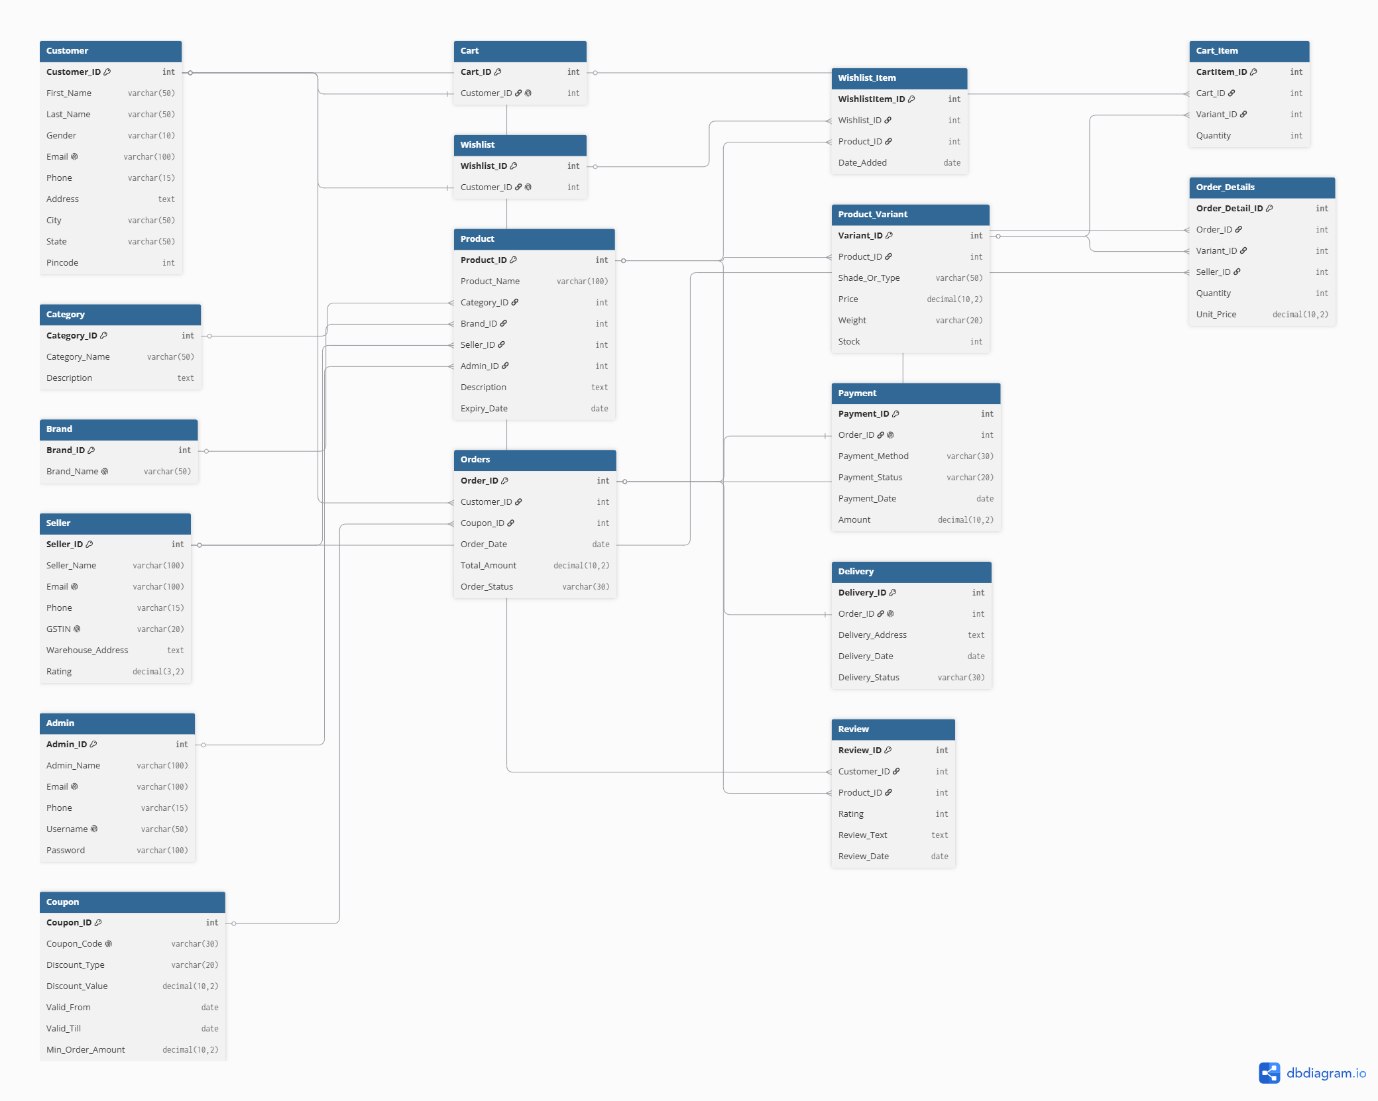 Customer
Customer_ID int
First_Name varchar(50)
Last_Name varchar(50)
Gender varchar(10)
Email varchar(100)
Phone varchar(15)
Address text
City varchar(50)
State varchar(50)
Pincode int
Category
Category_ID int
Category_Name varchar(50)
Description text
Brand
Brand_ID int
Brand_Name varchar(50)
Seller
Seller_ID int
Seller_Name varchar(100)
Email varchar(100)
Phone varchar(15)
GSTIN varchar(20)
Warehouse_Address text
Rating decimal(3,2)
Admin
Admin_ID int
Admin_Name varchar(100)
Email varchar(100)
Phone varchar(15)
Username varchar(50)
Password varchar(100)
Coupon
Coupon_ID int
Coupon_Code varchar(30)
Discount_Type varchar(20)
Discount_Value decimal(10,2)
Valid_From date
Valid_Till date
Min_Order_Amount decimal(10,2)
Cart
Cart_ID int
Customer_ID int
Wishlist
Wishlist_ID int
Customer_ID int
Product
Product_ID int
Product_Name varchar(100)
Category_ID int
Brand_ID int
Seller_ID int
Admin_ID int
Description text
Expiry_Date date
Orders
Order_ID int
Customer_ID int
Coupon_ID int
Order_Date date
Total_Amount decimal(10,2)
Order_Status varchar(30)
Wishlist_Item
WishlistItem_ID int
Wishlist_ID int
Product_ID int
Date_Added date
Product_Variant
Variant_ID int
Product_ID int
Shade_Or_Type varchar(50)
Price decimal(10,2)
Weight varchar(20)
Stock int
Payment
Payment_ID int
Order_ID int
Payment_Method varchar(30)
Payment_Status varchar(20)
Payment_Date date
Amount decimal(10,2)
Delivery
Delivery_ID int
Order_ID int
Delivery_Address text
Delivery_Date date
Delivery_Status varchar(30)
Review
Review_ID int
Customer_ID int
Product_ID int
Rating int
Review_Text text
Review_Date date
Cart_Item
CartItem_ID int
Cart_ID int
Variant_ID int
Quantity int
Order_Details
Order_Detail_ID int
Order_ID int
Variant_ID int
Seller_ID int
Quantity int
Unit_Price decimal(10,2)
dbdiagram.io